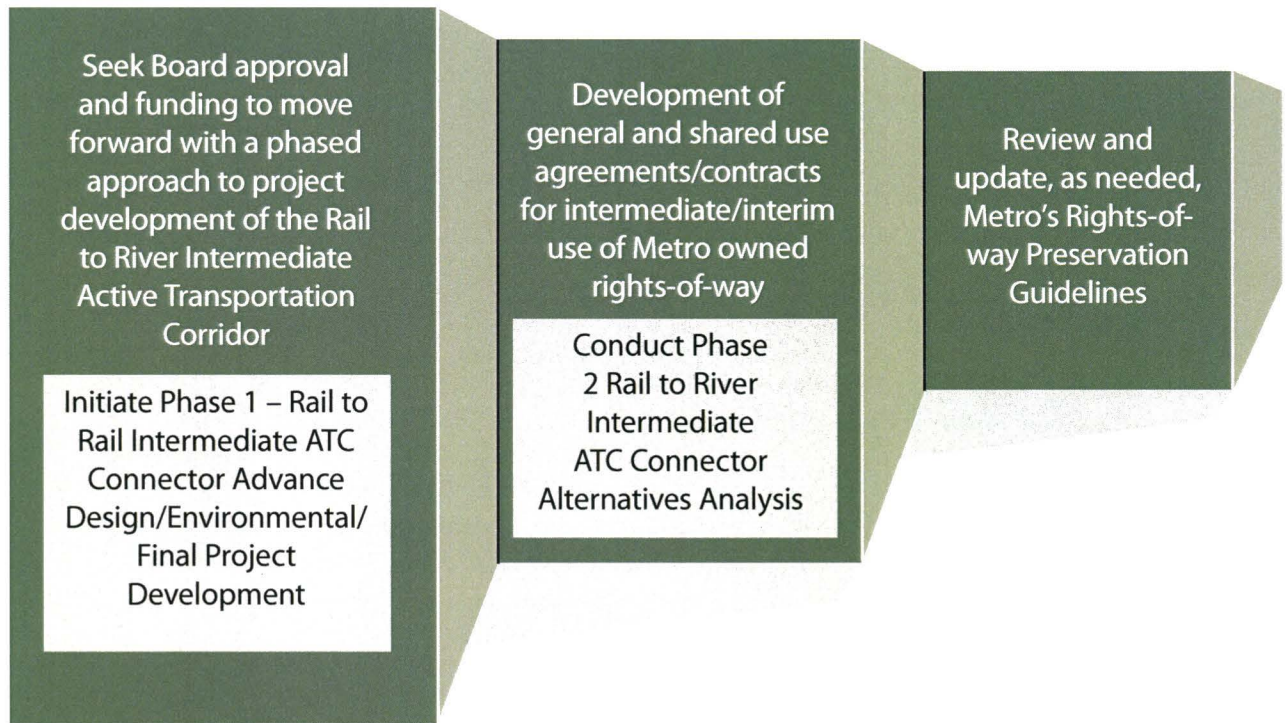 Seek Board approval
and funding to move
forward with a phased
approach to project
development of the Rail
to River Intermediate
Active Transportation
Corridor
Initiate Phase 1 – Rail to
Rail Intermediate ATC
Connector Advance
Design/Environmental/
Final Project
Development
Development of
general and shared use
agreements/contracts
for intermediate/interim
use of Metro owned
rights-of-way
Conduct Phase
2 Rail to River
Intermediate
ATC Connector
Alternatives Analysis
Review and
update, as needed,
Metro's Rights-of-
way Preservation
Guidelines